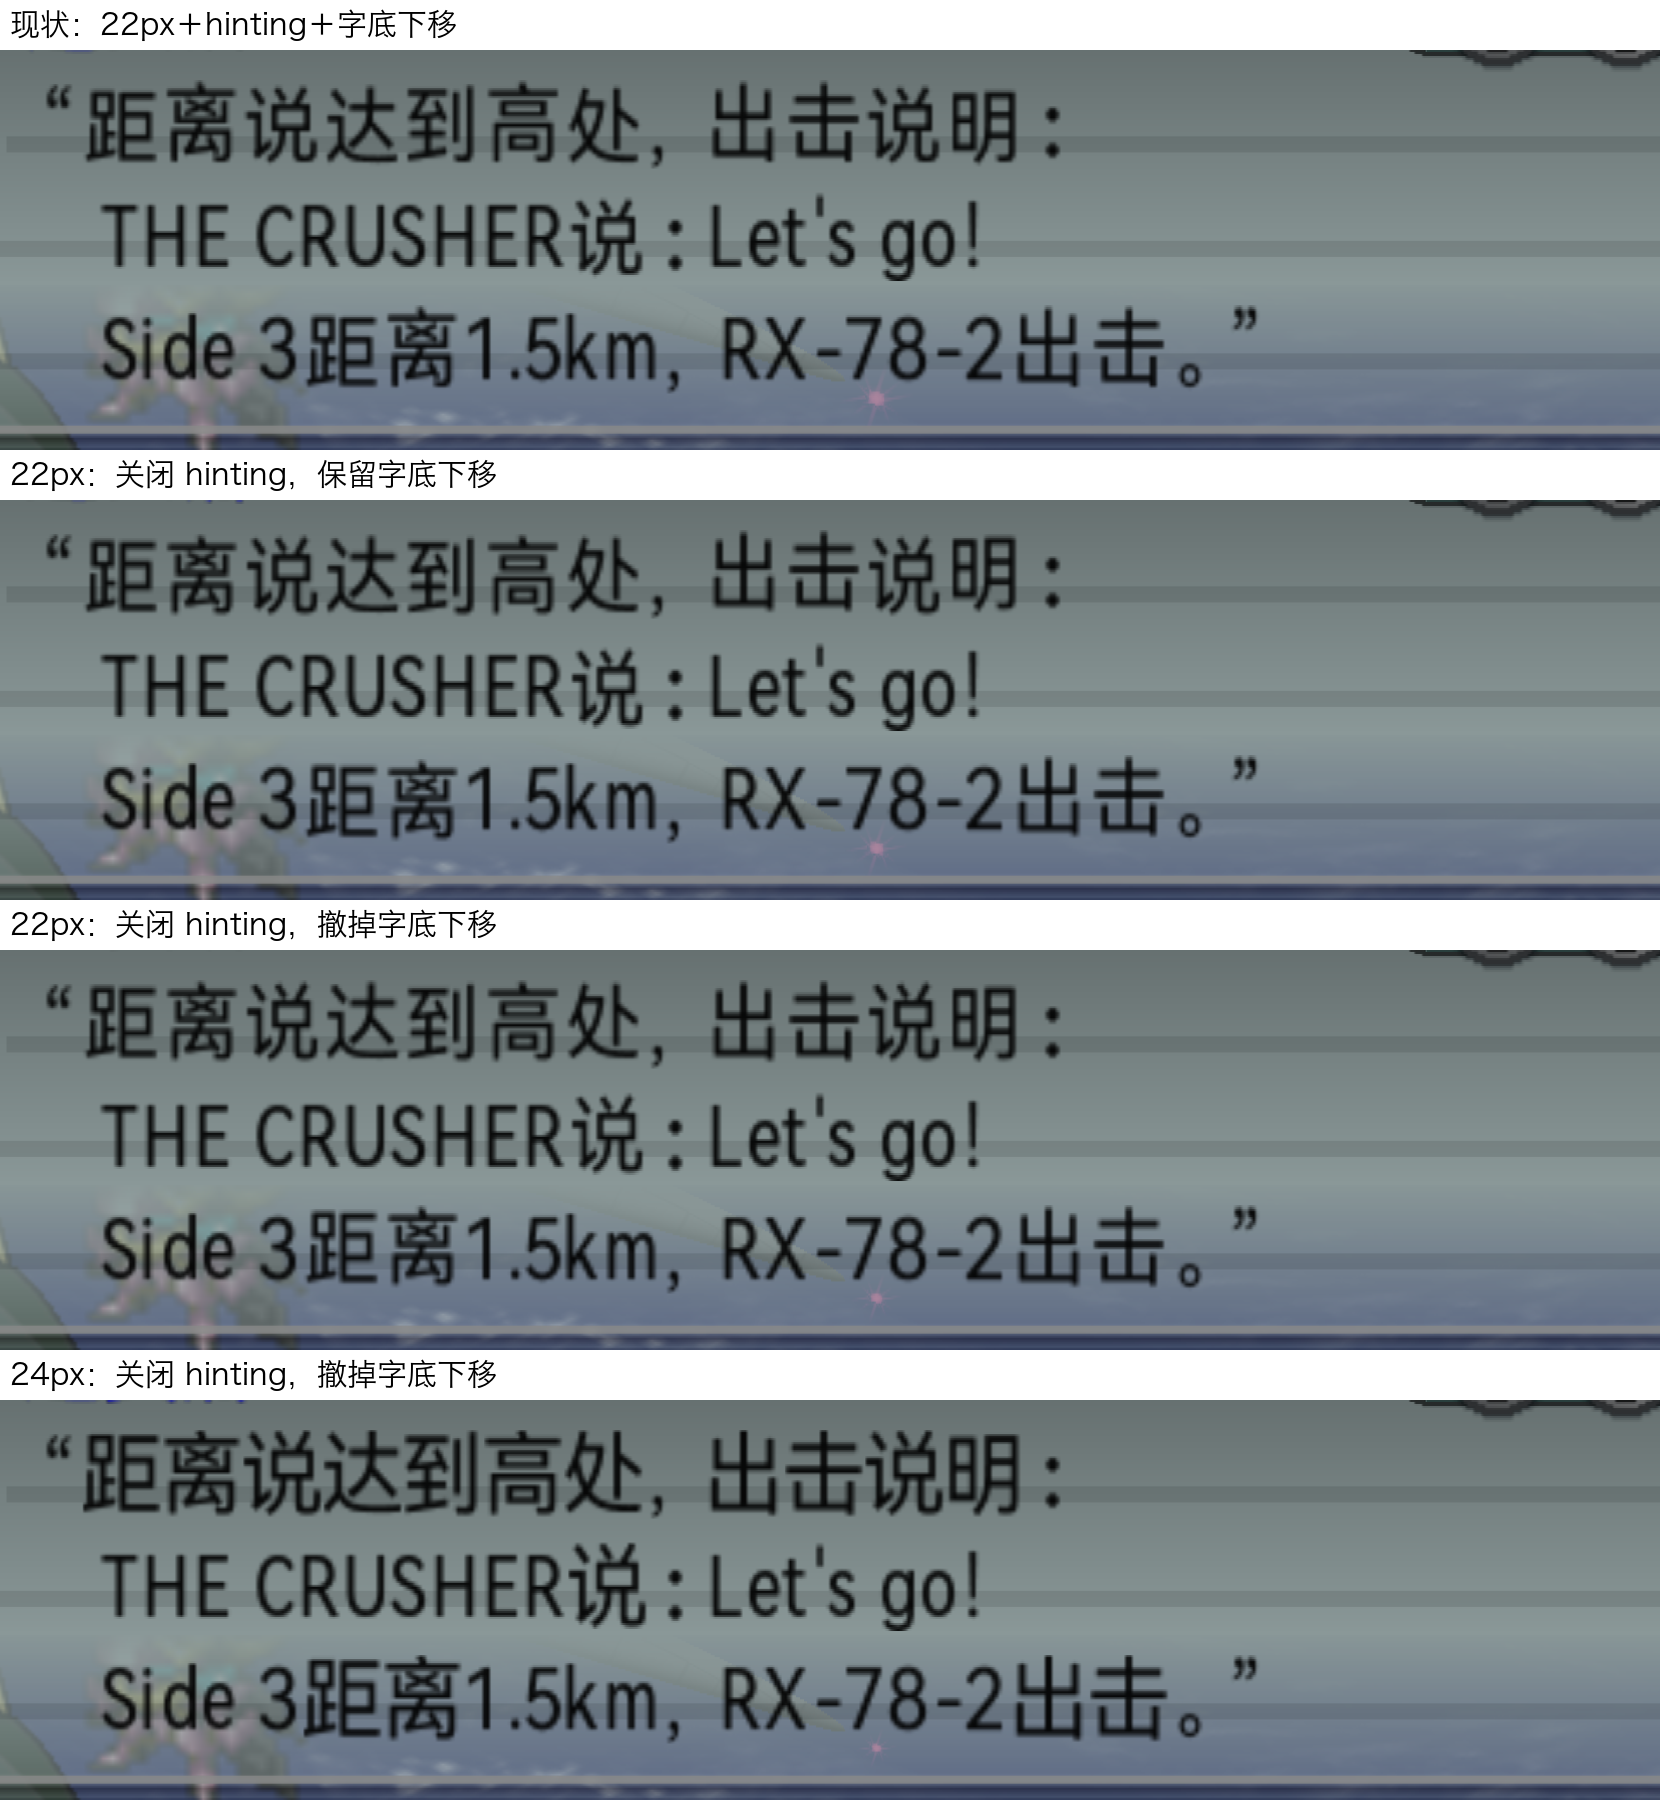 现状：22px＋hinting＋字底下移
“距离说达到高处，出击说明：
THE CRUSHER说：Let's go!
Side 3距离1.5km，RX-78-2出击。”
22px：关闭 hinting，保留字底下移
“距离说达到高处，出击说明：
THE CRUSHER说：Let's go!
Side 3距离1.5km，RX-78-2出击。”
22px：关闭 hinting，撤掉字底下移
“距离说达到高处，出击说明：
THE CRUSHER说：Let's go!
Side 3距离1.5km，RX-78-2出击。”
24px：关闭 hinting，撤掉字底下移
“距离说达到高处，出击说明：
THE CRUSHER说：Let's go!
Side 3距离1.5km，RX-78-2出击。”